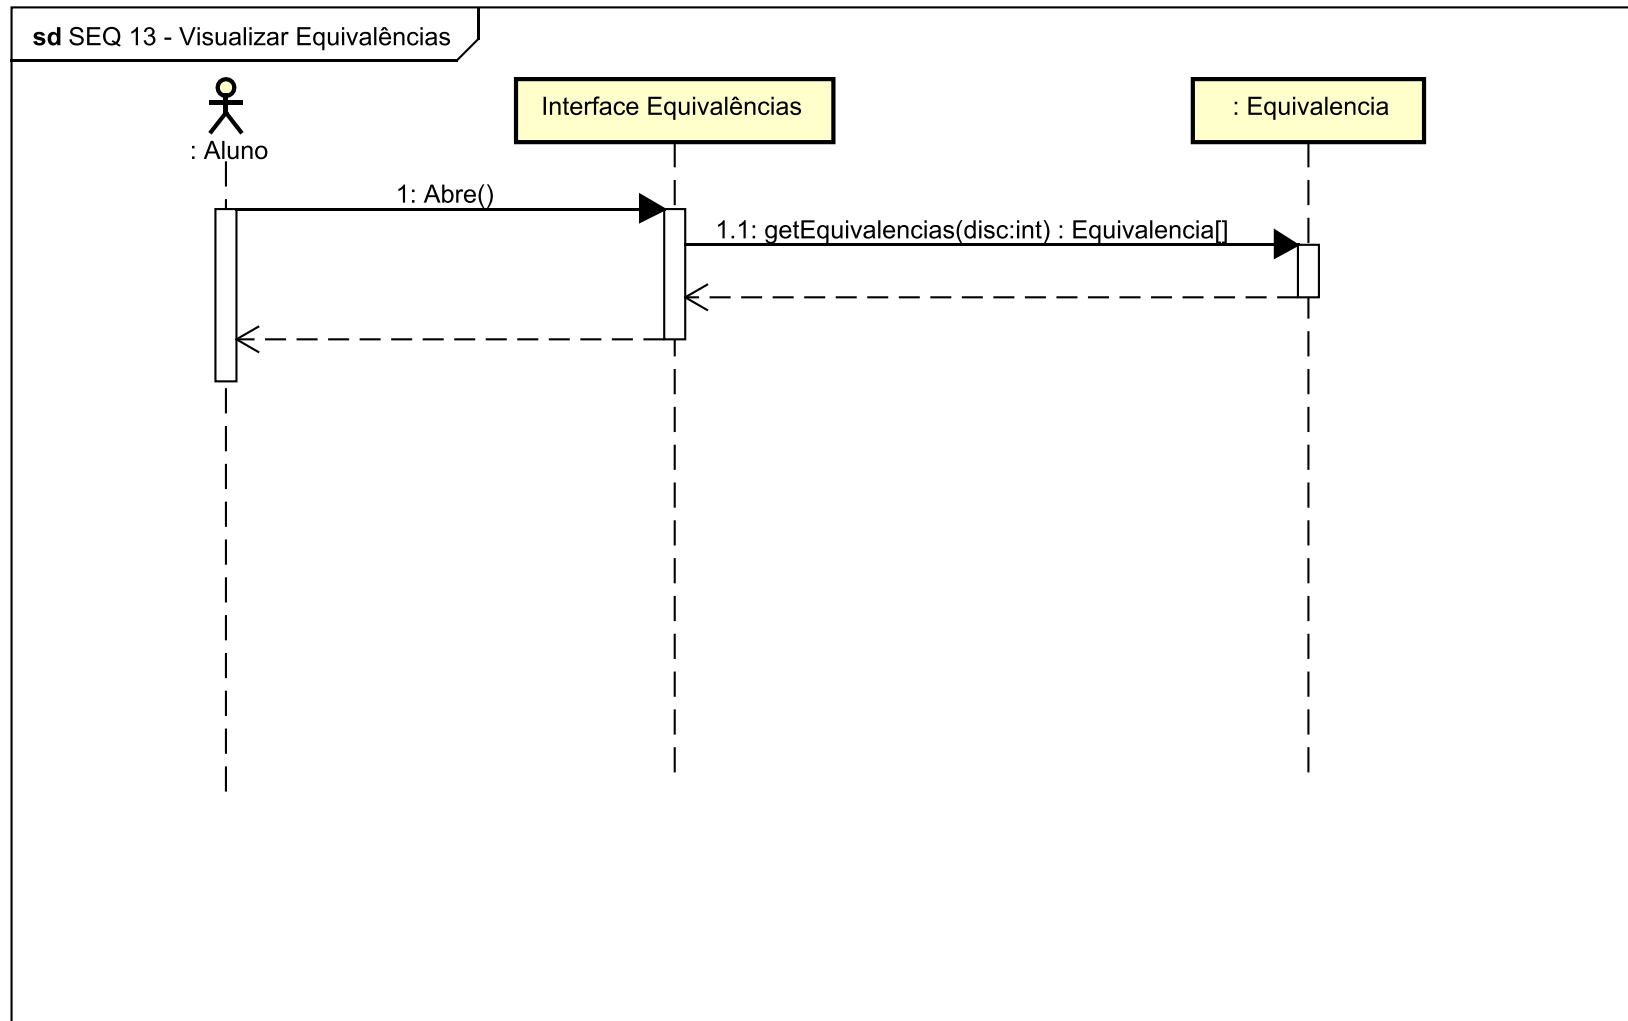 sd SEQ 13 - Visualizar Equivalências
: Aluno
Interface Equivalências
: Equivalencia
1: Abre()
1.1: getEquivalencias(disc:int) : Equivalencia[]